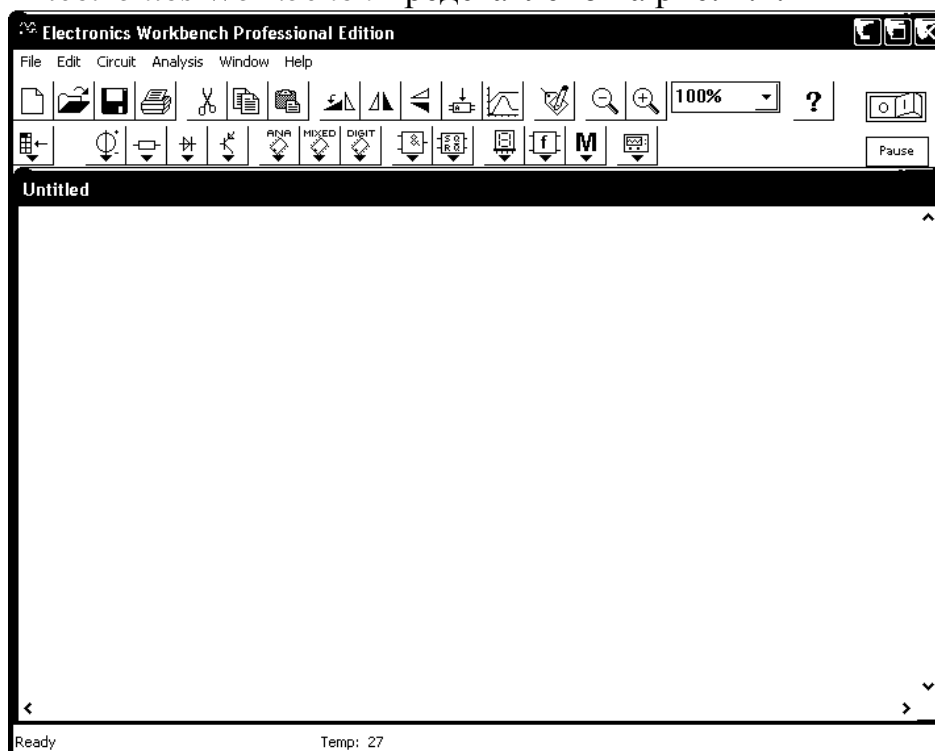 Electronics Workbench Professional Edition
File Edit Circuit Analysis Window Help
100% ?
ANA MIXED DIGIT
& f M
Pause
Untitled
Ready Temp: 27